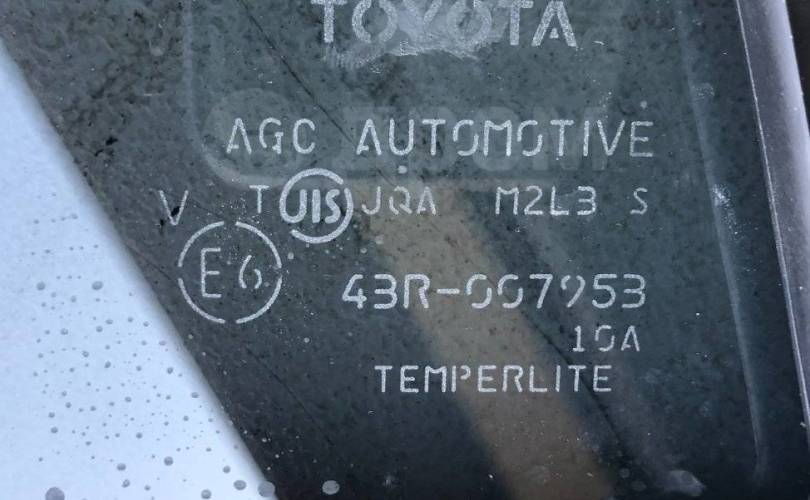 TOYOTA
AGC AUTOMOTIVE
V T JIS JQA M2L3 S
E6 43R-007953
10A
TEMPERLITE